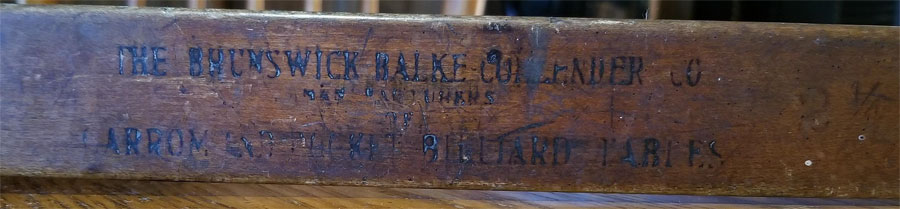 THE BRUNSWICK BALKE COLLENDER CO
MANUFACTURERS
OF
CARROM AND POCKET BILLIARD TABLES